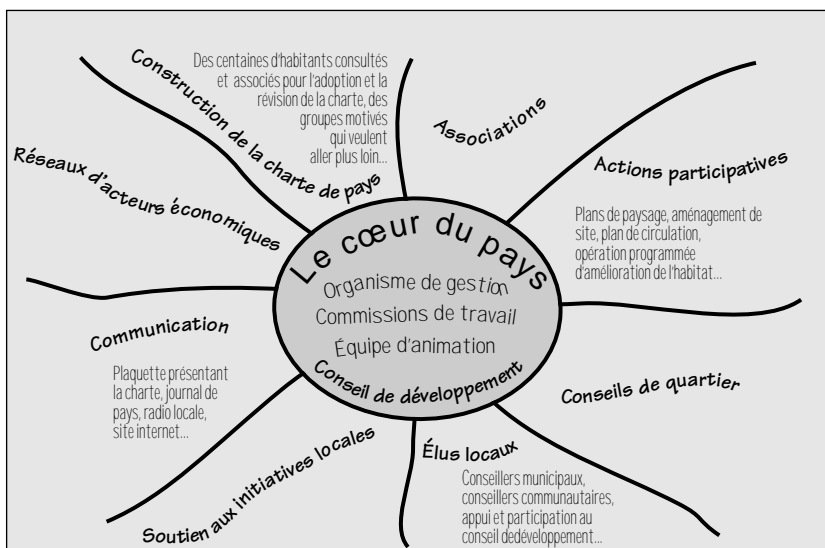 Construction de la charte de pays
Des centaines d'habitants consultés
et associés pour l'adoption et la
révision de la charte, des
groupes motivés
qui veulent
aller plus loin...
Associations
Actions participatives
Plans de paysage, aménagement de
site, plan de circulation,
opération programmée
d'amélioration de l'habitat...
Réseaux d'acteurs économiques
Le cœur du pays
Organisme de gestion
Commissions de travail
Équipe d'animation
Conseil de développement
Communication
Plaquette présentant
la charte, journal de
pays, radio locale,
site internet...
Conseils de quartier
Soutien aux initiatives locales
Élus locaux
Conseillers municipaux,
conseillers communautaires,
appui et participation au
conseil dedéveloppement...